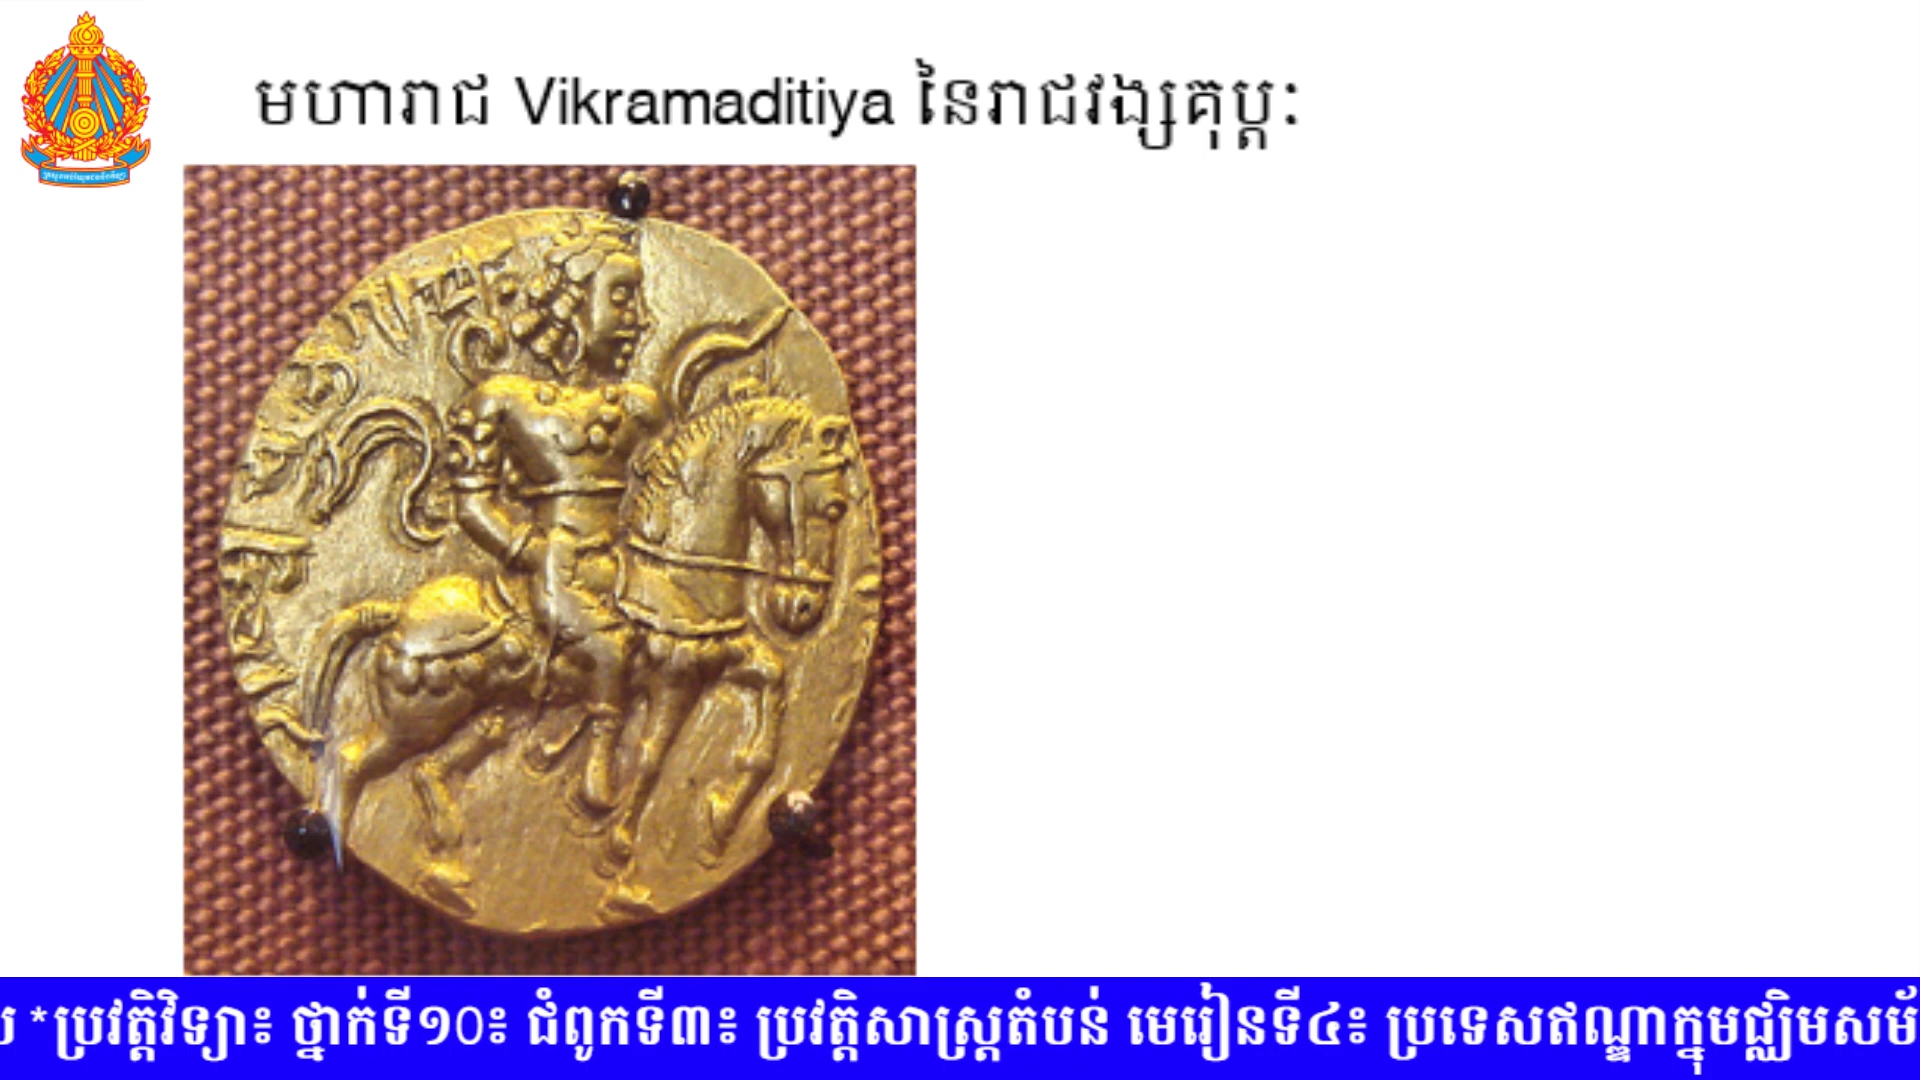 មហារាជ Vikramaditiya នៃរាជវង្សគុប្តៈ
*ប្រវត្តិវិទ្យា៖ ថ្នាក់ទី១0៖ ជំពូកទី៣៖ ប្រវត្តិសាស្ត្រតំបន់ មេរៀនទី៤៖ ប្រទេសឥណ្ឌាក្នុមជ្ឈិមសម័